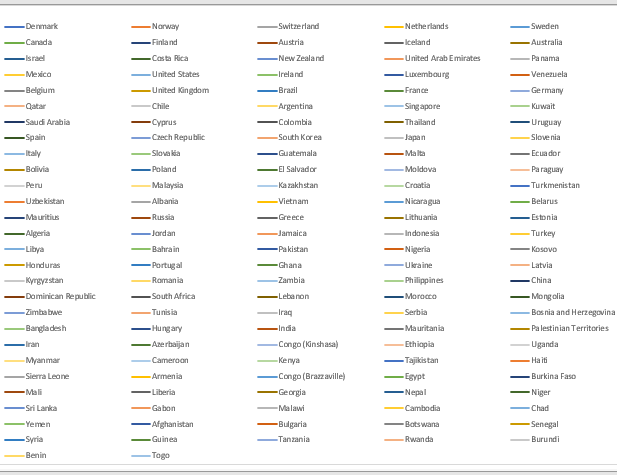 Denmark Norway Switzerland Netherlands Sweden
Canada Finland Austria Iceland Australia
Israel Costa Rica New Zealand United Arab Emirates Panama
Mexico United States Ireland Luxembourg Venezuela
Belgium United Kingdom Brazil France Germany
Qatar Chile Argentina Singapore Kuwait
Saudi Arabia Cyprus Colombia Thailand Uruguay
Spain Czech Republic South Korea Japan Slovenia
Italy Slovakia Guatemala Malta Ecuador
Bolivia Poland El Salvador Moldova Paraguay
Peru Malaysia Kazakhstan Croatia Turkmenistan
Uzbekistan Albania Vietnam Nicaragua Belarus
Mauritius Russia Greece Lithuania Estonia
Algeria Jordan Jamaica Indonesia Turkey
Libya Bahrain Pakistan Nigeria Kosovo
Honduras Portugal Ghana Ukraine Latvia
Kyrgyzstan Romania Zambia Philippines China
Dominican Republic South Africa Lebanon Morocco Mongolia
Zimbabwe Tunisia Iraq Serbia Bosnia and Herzegovina
Bangladesh Hungary India Mauritania Palestinian Territories
Iran Azerbaijan Congo (Kinshasa) Ethiopia Uganda
Myanmar Cameroon Kenya Tajikistan Haiti
Sierra Leone Armenia Congo (Brazzaville) Egypt Burkina Faso
Mali Liberia Georgia Nepal Niger
Sri Lanka Gabon Malawi Cambodia Chad
Yemen Afghanistan Bulgaria Botswana Senegal
Syria Guinea Tanzania Rwanda Burundi
Benin Togo